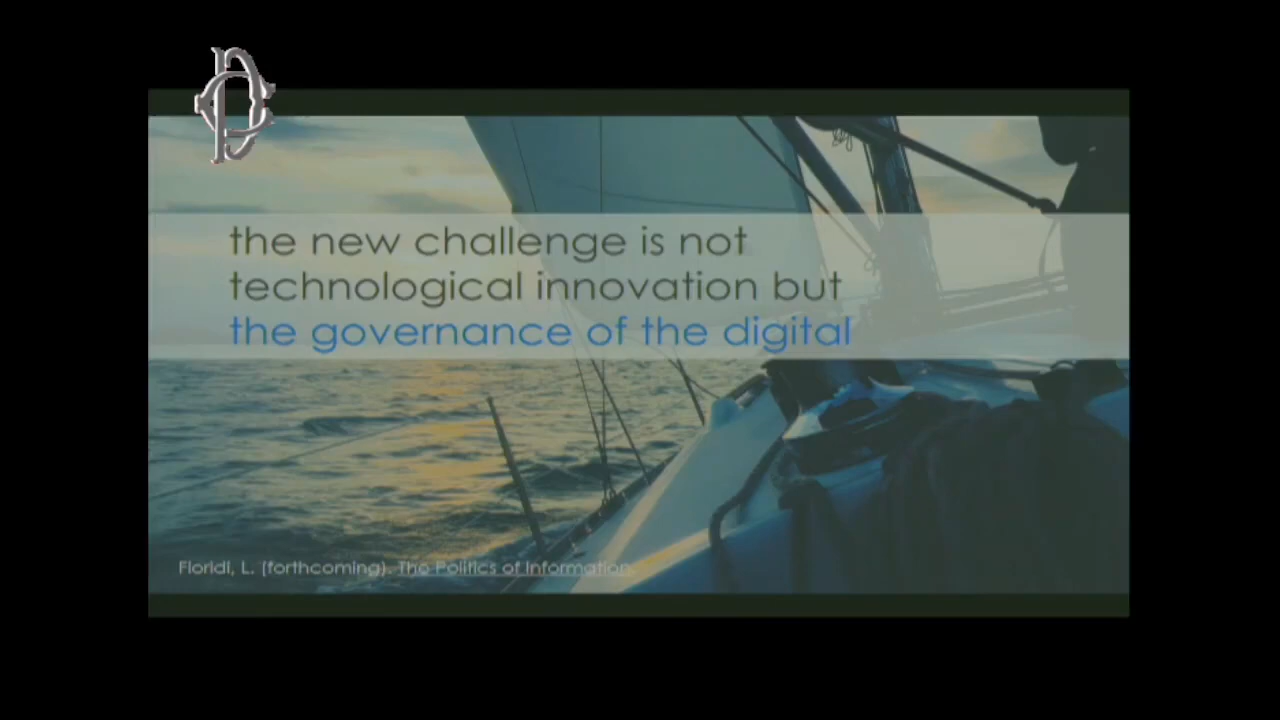 the new challenge is not
technological innovation but
the governance of the digital
Floridi, L. (forthcoming). The Politics of Information.